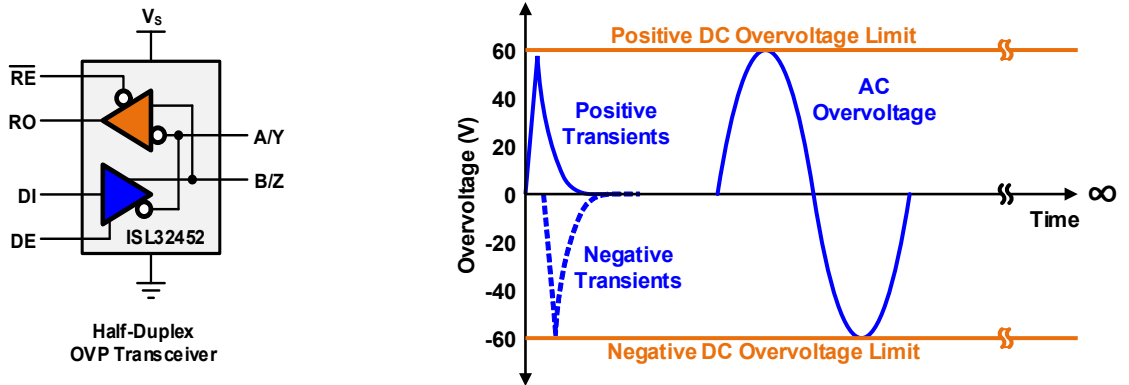 VS
RE
RO
DI
DE
A/Y
B/Z
ISL32452
Half-Duplex
OVP Transceiver
Overvoltage (V)
60
40
20
0
-20
-40
-60
Positive DC Overvoltage Limit
Positive
Transients
AC
Overvoltage
Negative
Transients
Time
∞
Negative DC Overvoltage Limit